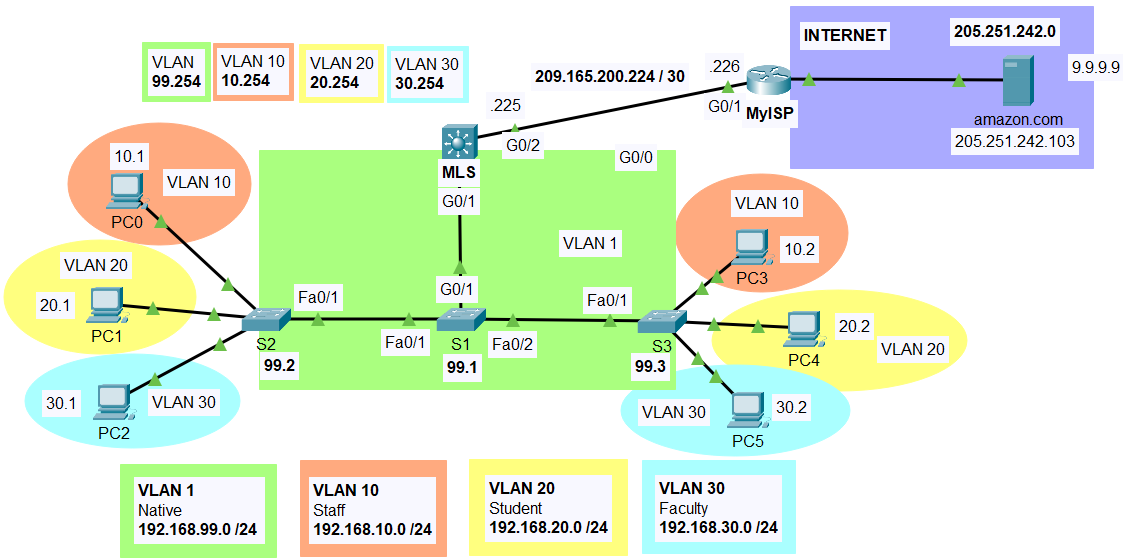 INTERNET
205.251.242.0
9.9.9.9
amazon.com
205.251.242.103
.226
G0/1
MyISP
209.165.200.224 / 30
.225
G0/2
VLAN
99.254
VLAN 10
10.254
VLAN 20
20.254
VLAN 30
30.254
MLS
G0/1
G0/0
VLAN 1
10.1
VLAN 10
PC0
VLAN 20
20.1
PC1
30.1
VLAN 30
PC2
Fa0/1
S2
99.2
G0/1
Fa0/1
S1
Fa0/2
99.1
Fa0/1
S3
99.3
VLAN 10
10.2
PC3
20.2
PC4
VLAN 20
VLAN 30
30.2
PC5
VLAN 1
Native
192.168.99.0 /24
VLAN 10
Staff
192.168.10.0 /24
VLAN 20
Student
192.168.20.0 /24
VLAN 30
Faculty
192.168.30.0 /24